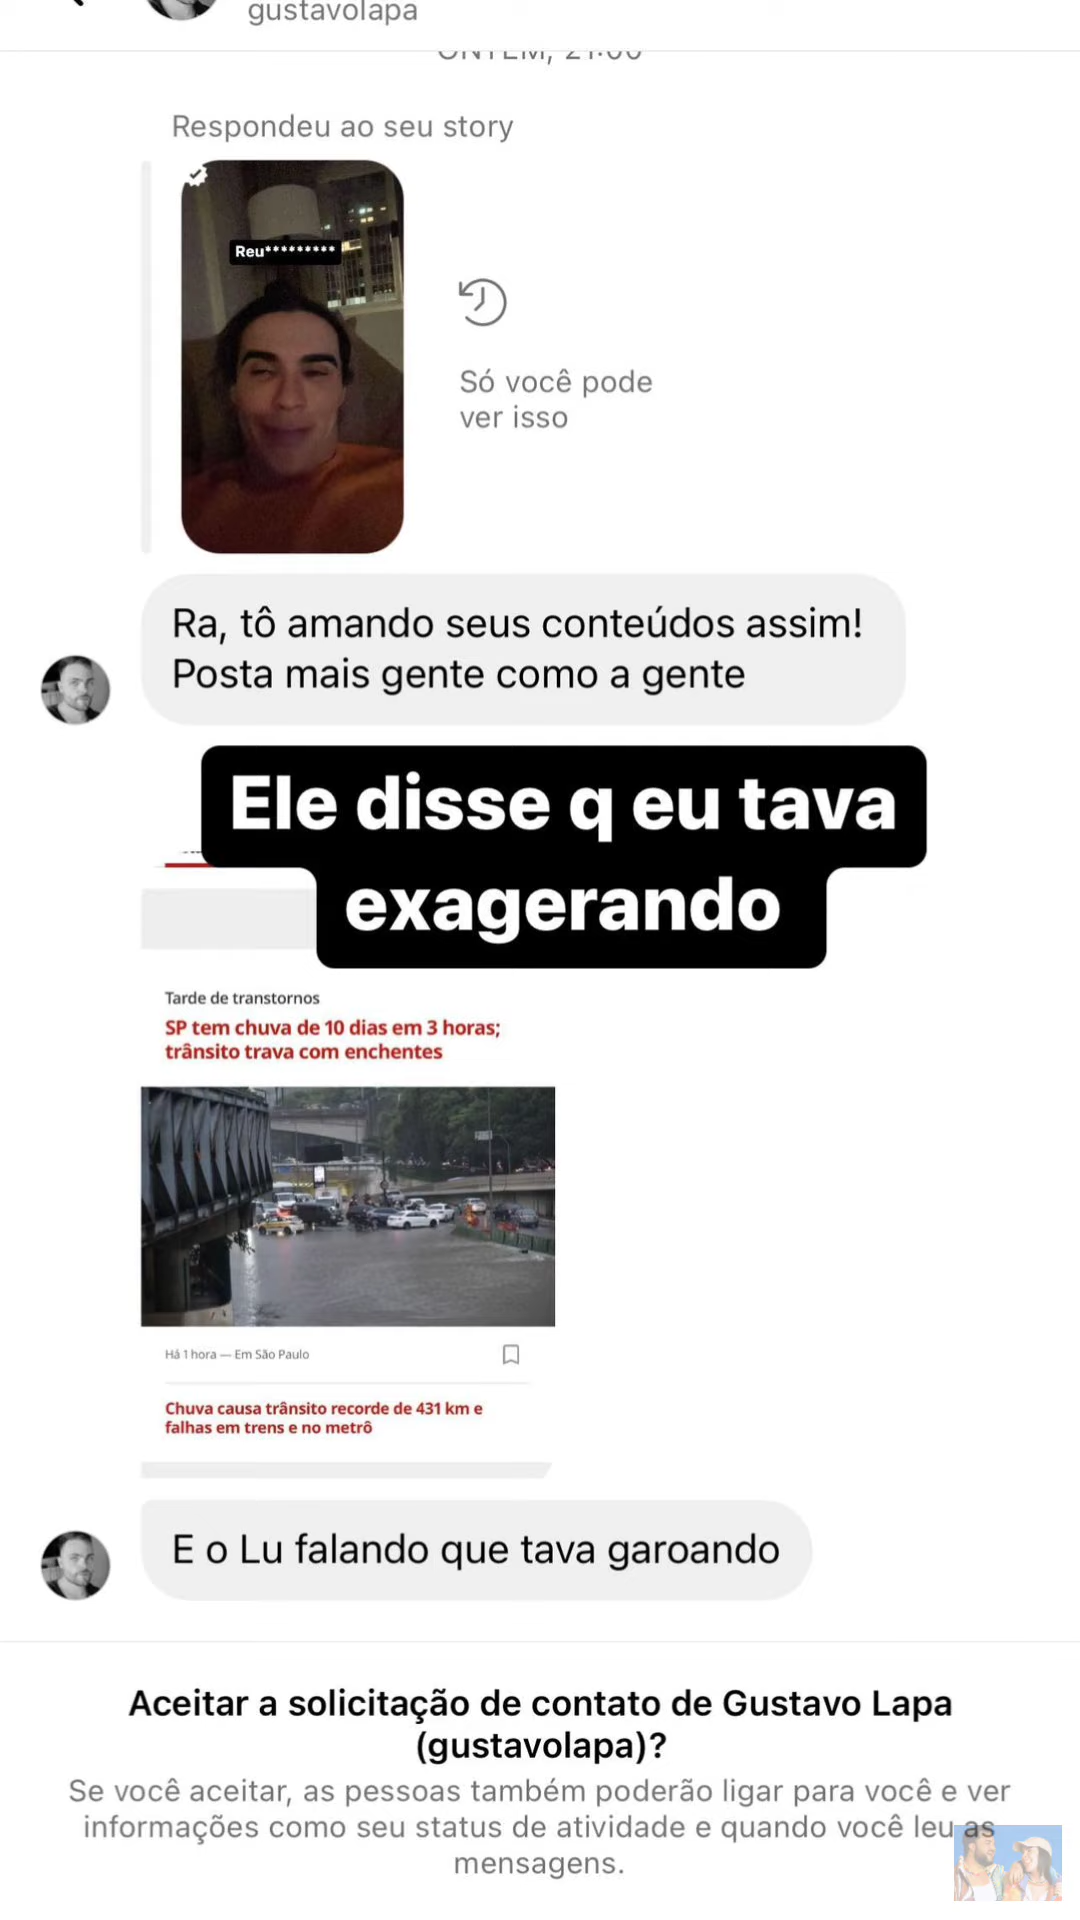 gustavolapa
ONTEM, 21:00
Respondeu ao seu story
Reu*********
Só você pode
ver isso
Ra, tô amando seus conteúdos assim!
Posta mais gente como a gente
Ele disse q eu tava
exagerando
Tarde de transtornos
SP tem chuva de 10 dias em 3 horas;
trânsito trava com enchentes
Há 1 hora — Em São Paulo
Chuva causa trânsito recorde de 431 km e
falhas em trens e no metrô
E o Lu falando que tava garoando
Aceitar a solicitação de contato de Gustavo Lapa
(gustavolapa)?
Se você aceitar, as pessoas também poderão ligar para você e ver
informações como seu status de atividade e quando você leu as
mensagens.